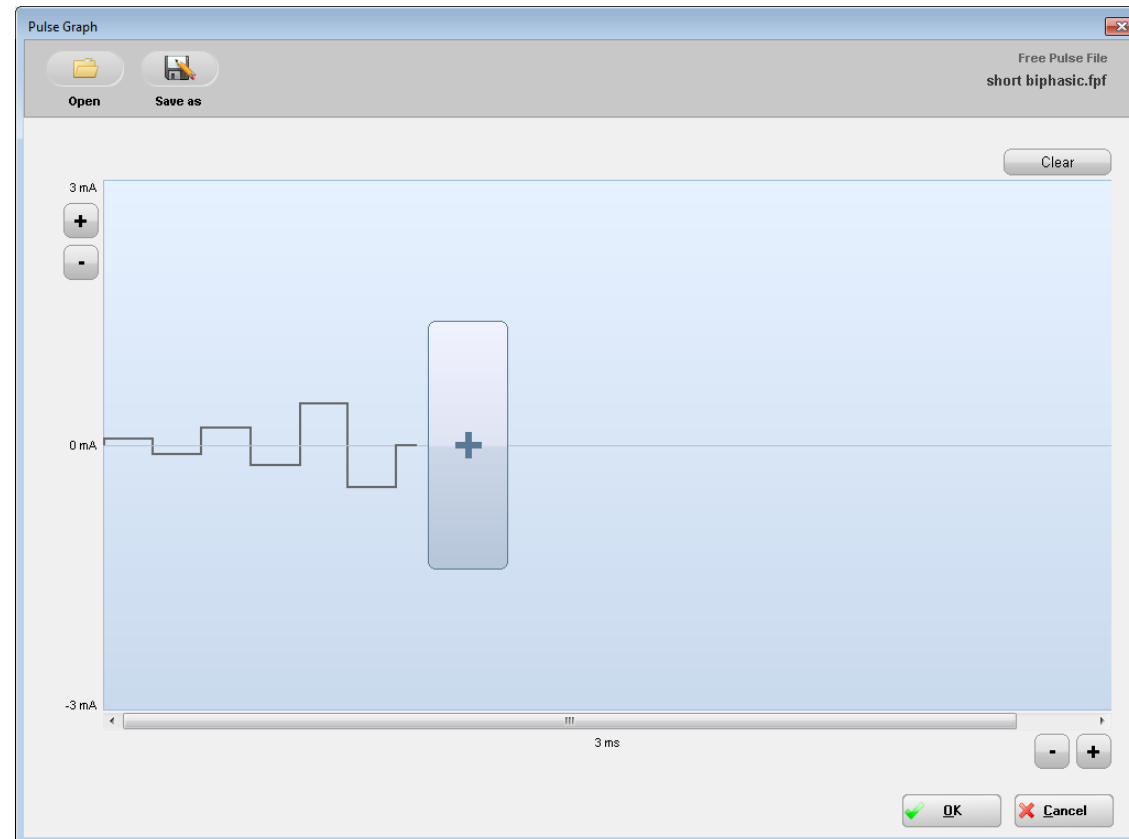 Pulse Graph
Free Pulse File
short biphasic.fpf
Open
Save as
Clear
3 mA
+
-
+
0 mA
-3 mA
3 ms
-
+
OK
Cancel